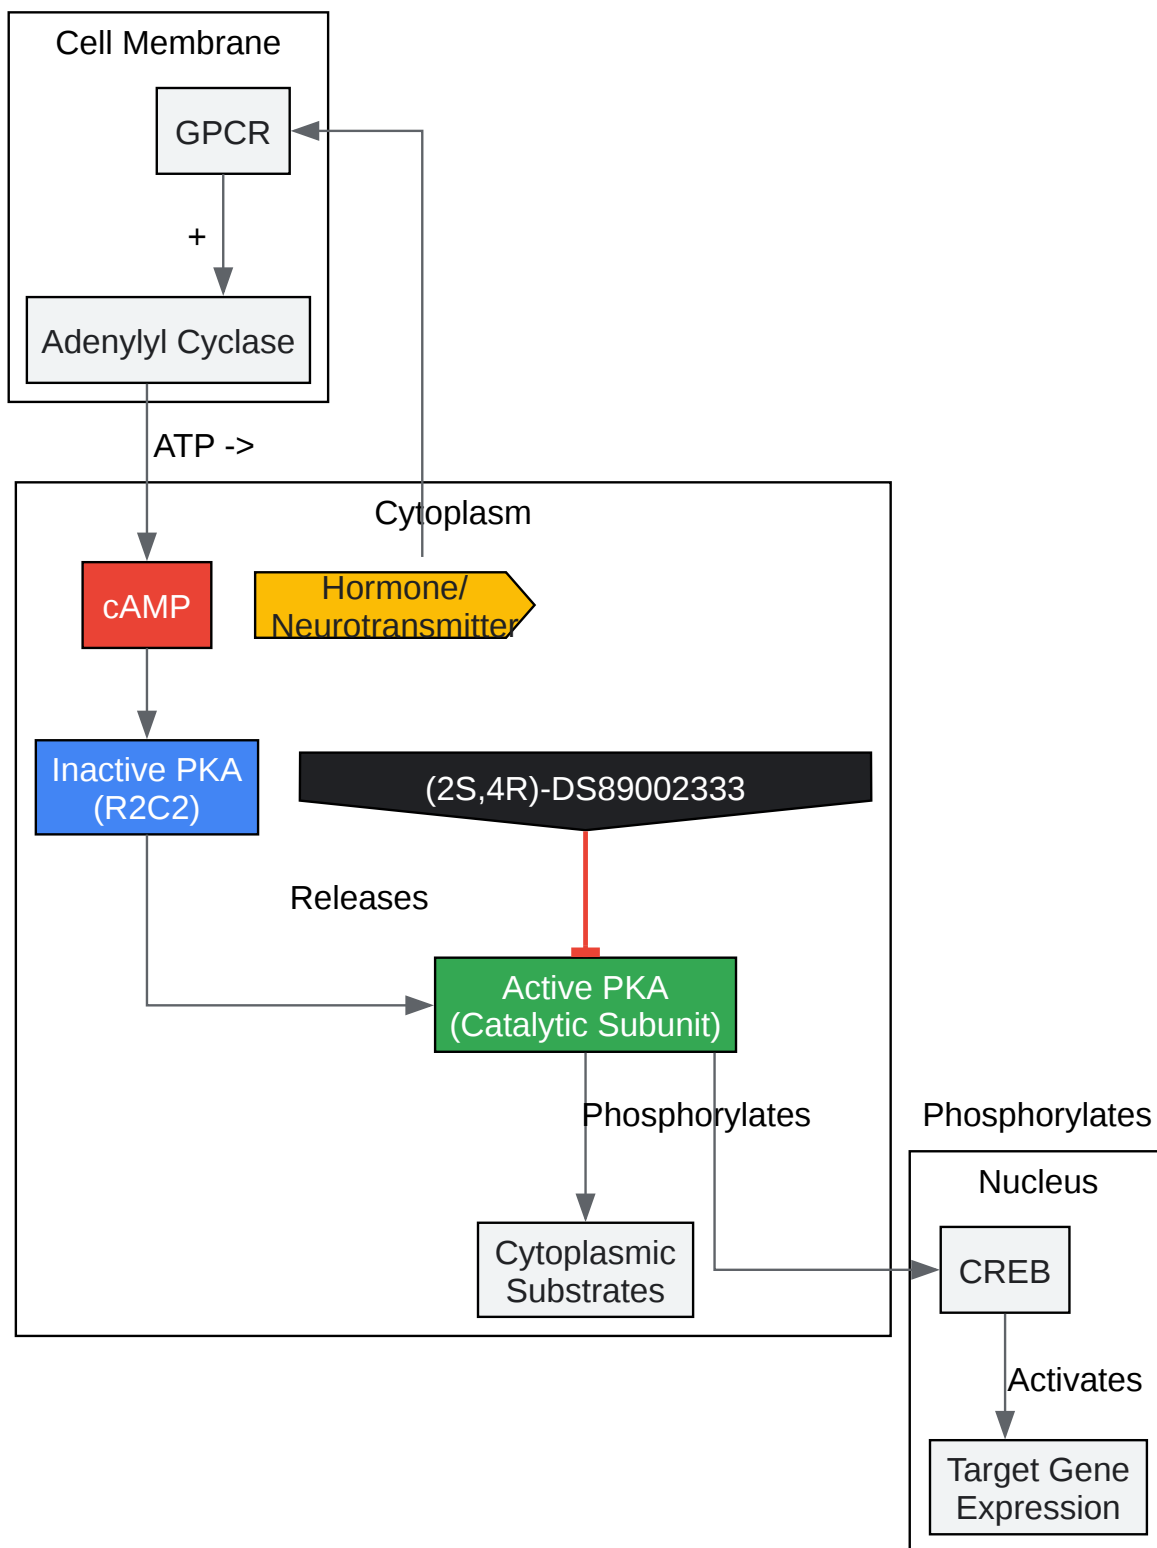 Cell Membrane
GPCR
+
Adenylyl Cyclase
ATP ->
Cytoplasm
cAMP
Hormone/
Neurotransmitter
Inactive PKA
(R2C2)
(2S,4R)-DS89002333
Releases
Active PKA
(Catalytic Subunit)
Phosphorylates
Phosphorylates
Nucleus
Cytoplasmic
Substrates
CREB
Activates
Target Gene
Expression